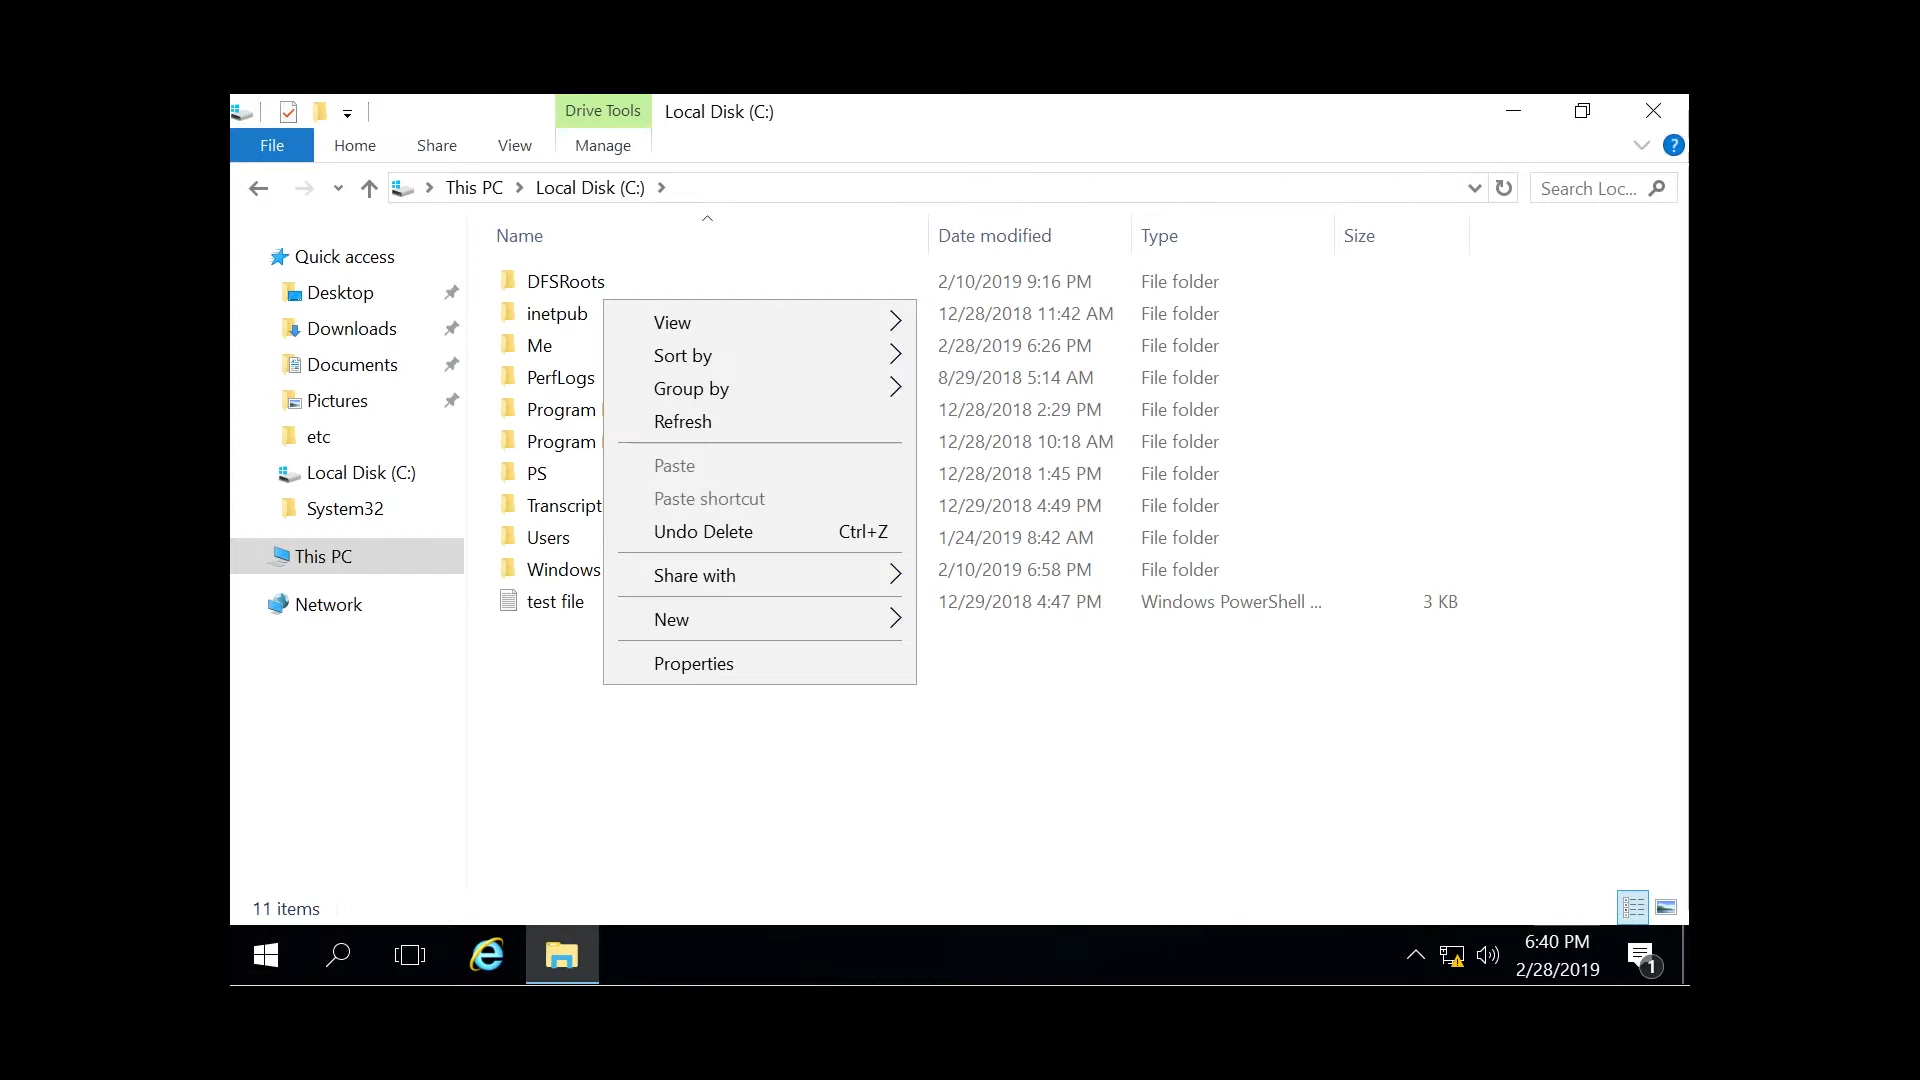 Drive Tools
Local Disk (C:)
File
Home
Share
View
Manage
?
This PC
Local Disk (C:)
Search Loc...
Name
Date modified
Type
Size
Quick access
Desktop
Downloads
Documents
Pictures
etc
Local Disk (C:)
System32
This PC
Network
DFSRoots 2/10/2019 9:16 PM File folder
inetpub 12/28/2018 11:42 AM File folder
Me 2/28/2019 6:26 PM File folder
PerfLogs 8/29/2018 5:14 AM File folder
Program 12/28/2018 2:29 PM File folder
Program 12/28/2018 10:18 AM File folder
PS 12/28/2018 1:45 PM File folder
Transcript 12/29/2018 4:49 PM File folder
Users 1/24/2019 8:42 AM File folder
Windows 2/10/2019 6:58 PM File folder
test file 12/29/2018 4:47 PM Windows PowerShell ... 3 KB
View
Sort by
Group by
Refresh
Paste
Paste shortcut
Undo Delete Ctrl+Z
Share with
New
Properties
11 items
6:40 PM
2/28/2019
1